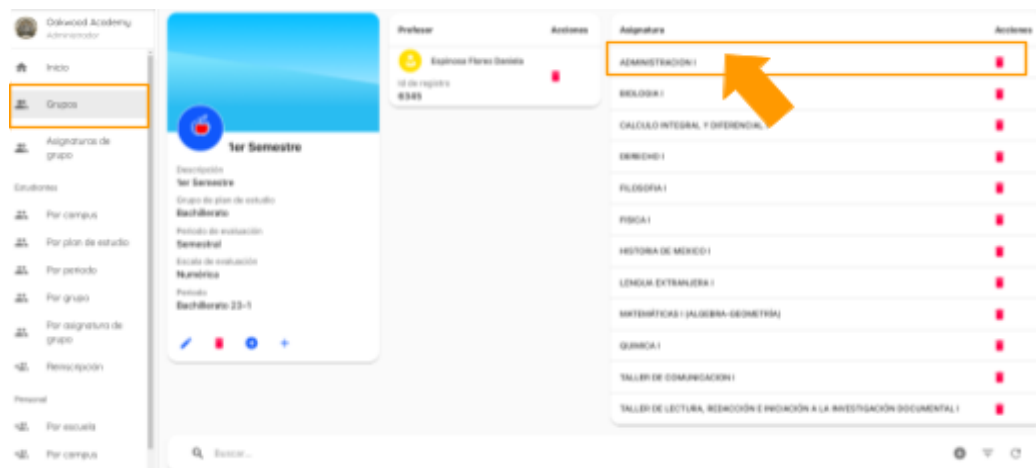 Oakwood Academy
Administrador
Inicio
Grupos
Asignaturas de
grupo
Estudiantes
Por campus
Por plan de estudio
Por periodo
Por grupo
Por asignatura de
grupo
Reinscripción
Personal
Por escuela
Por campus
1er Semestre
Descripción
1er Semestre
Grupo de plan de estudio
Bachillerato
Periodo de evaluación
Semestral
Escala de evaluación
Numérica
Periodo
Bachillerato 23-1
Profesor Acciones
Espinosa Flores Daniela
Id de registro
6345
Asignatura Acciones
ADMINISTRACIÓN I
BIOLOGIA I
CALCULO INTEGRAL Y DIFERENCIAL
DERECHO I
FILOSOFIA I
FISICA I
HISTORIA DE MEXICO I
LENGUA EXTRANJERA I
MATEMÁTICAS I (ALGEBRA-GEOMETRÍA)
QUIMICA I
TALLER DE COMUNICACION I
TALLER DE LECTURA, REDACCIÓN E INICIACIÓN A LA INVESTIGACIÓN DOCUMENTAL I
Buscar...